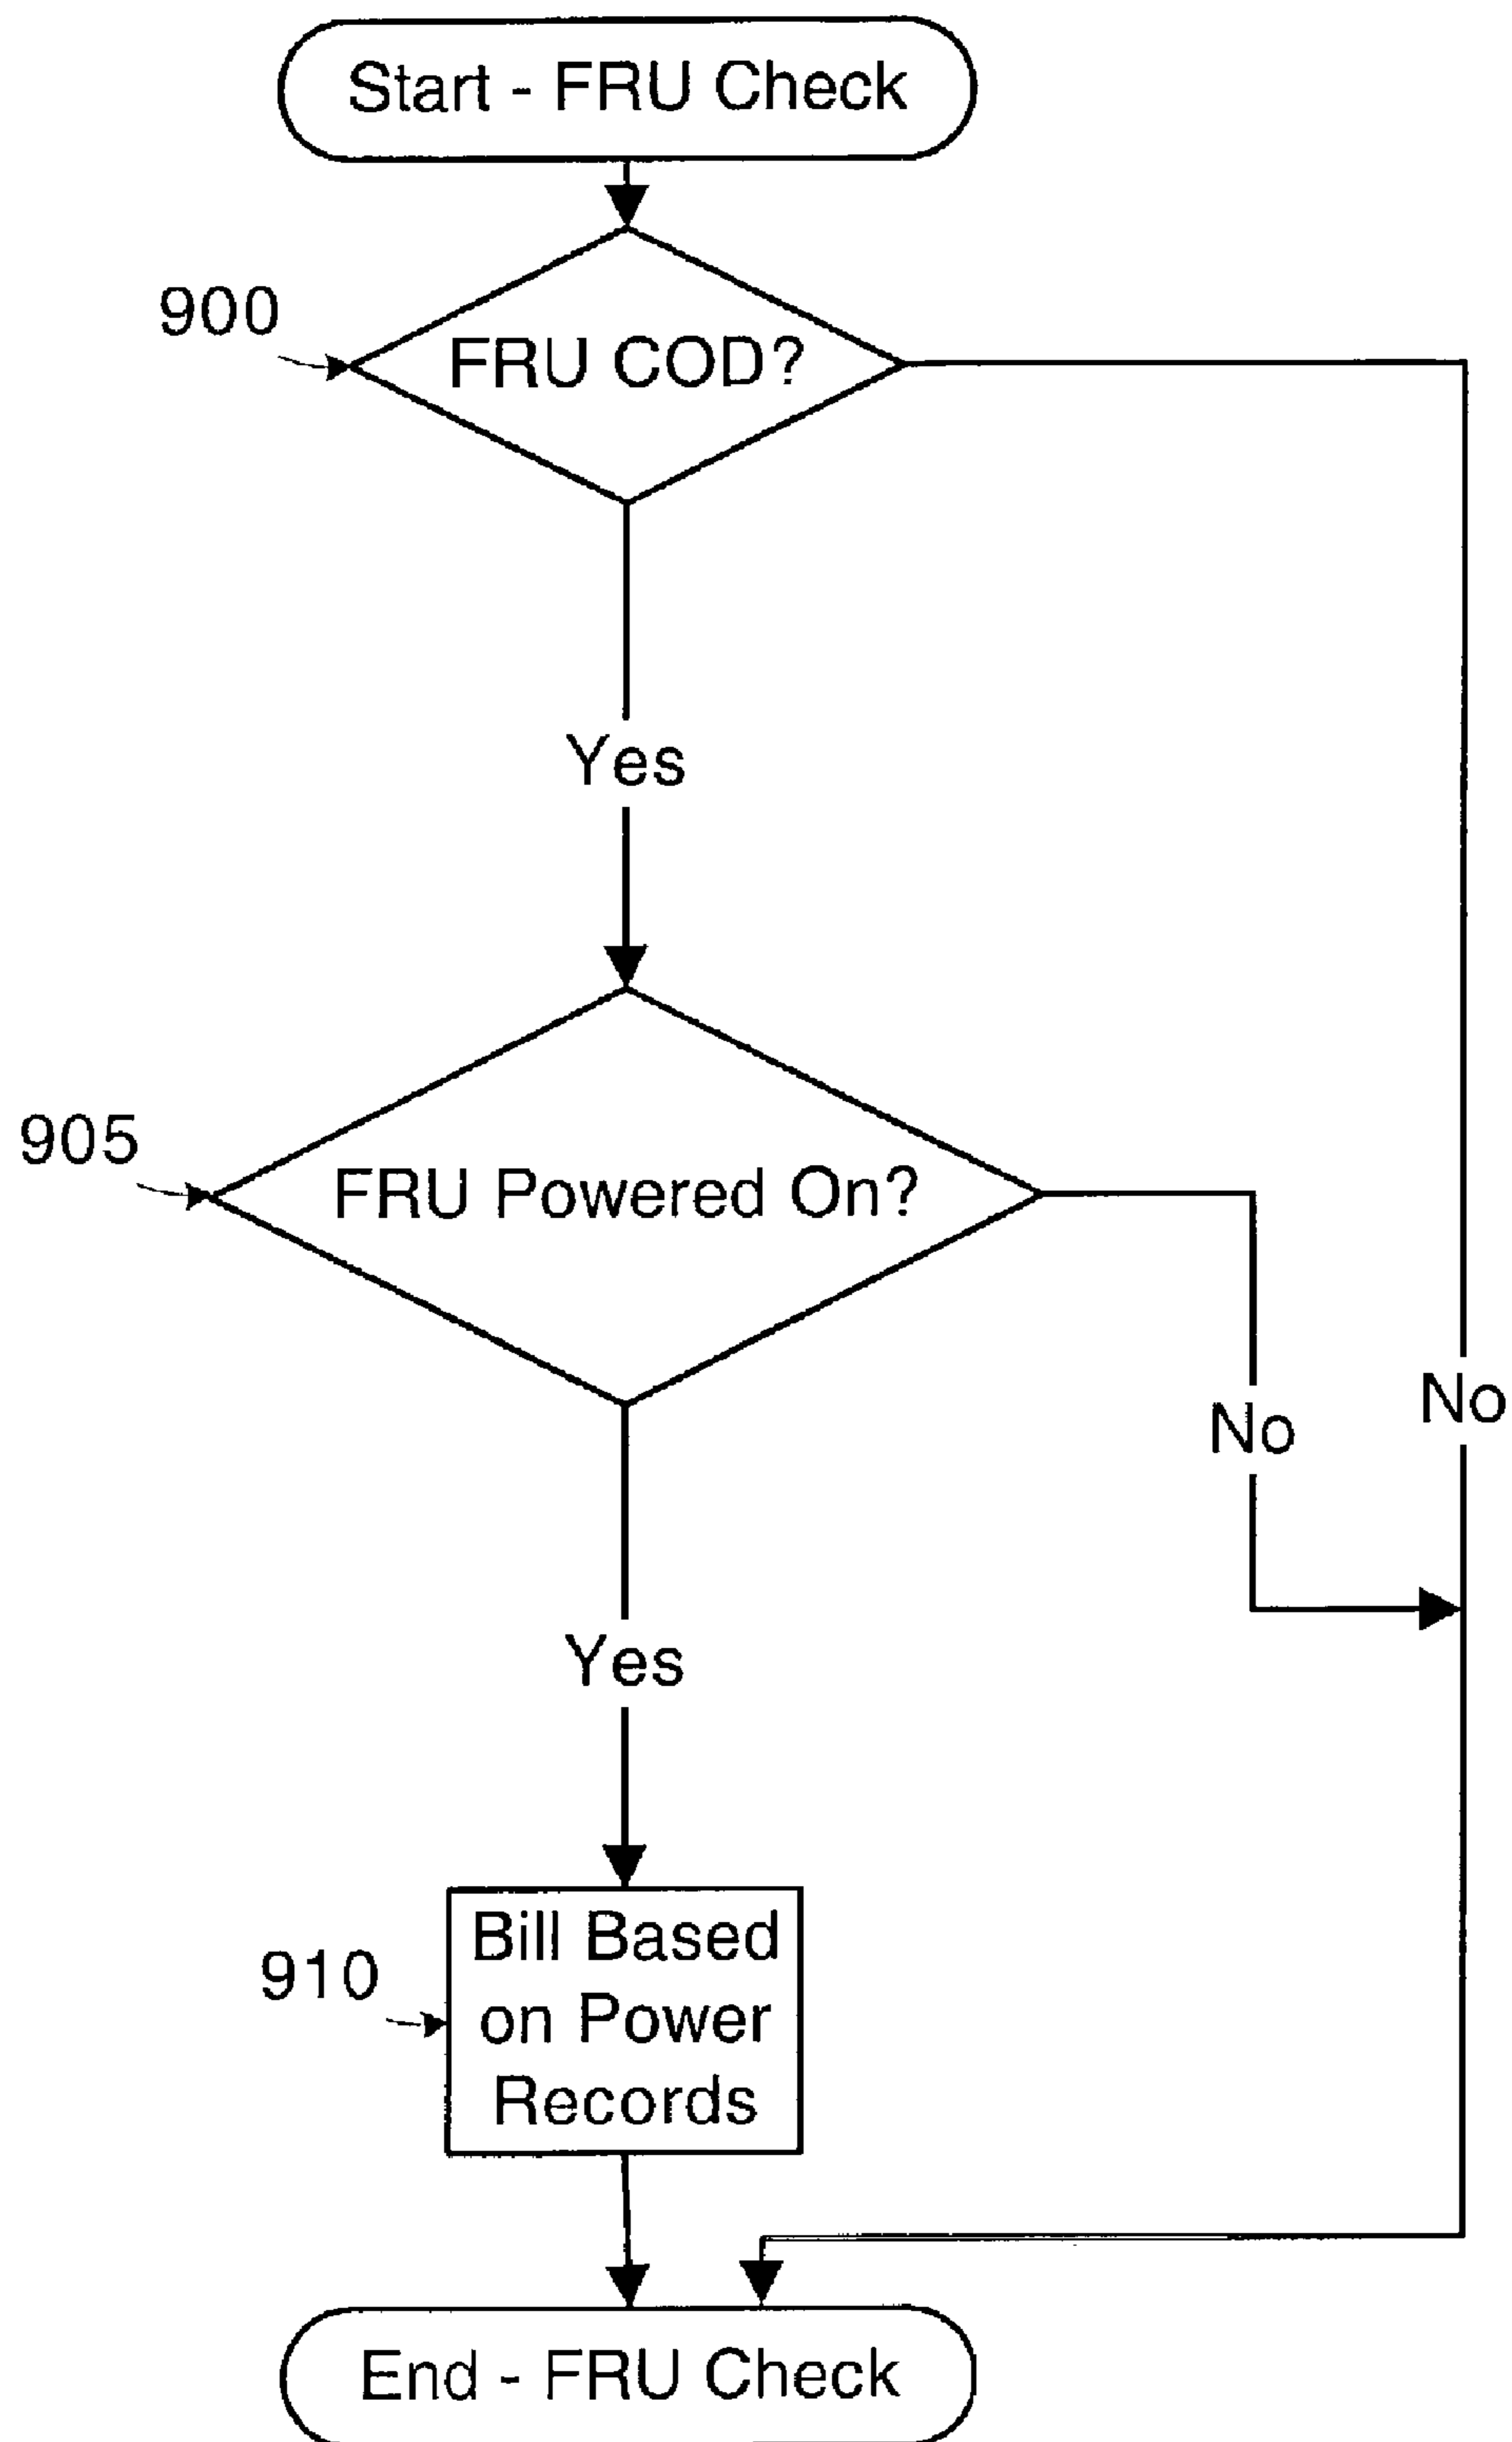 Start - FRU Check
900
FRU COD?
Yes
905
FRU Powered On?
No
No
Yes
910
Bill Based
on Power
Records
End - FRU Check